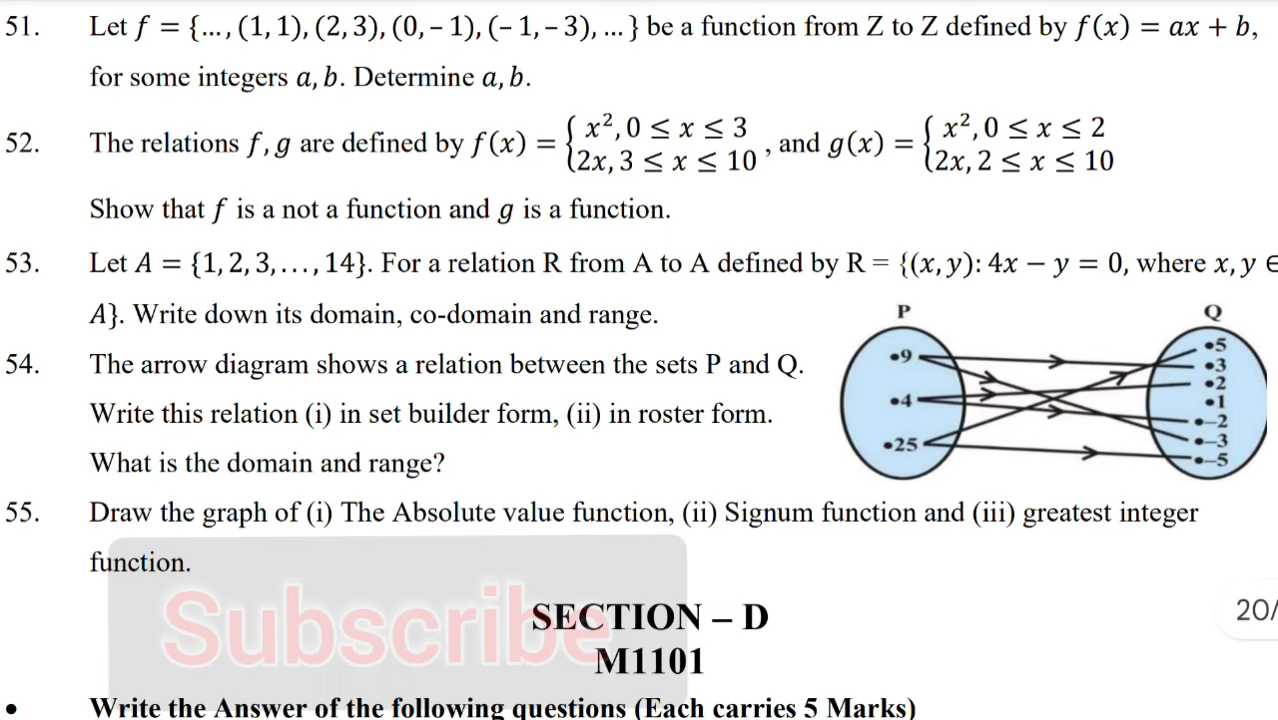 51. Let f = {..., (1, 1), (2, 3), (0, – 1), (– 1, – 3), ... } be a function from Z to Z defined by f(x) = ax + b,
for some integers a, b. Determine a, b.
52. The relations f, g are defined by f(x) = { x², 0 ≤ x ≤ 3 2x, 3 ≤ x ≤ 10 , and g(x) = { x², 0 ≤ x ≤ 2 2x, 2 ≤ x ≤ 10
Show that f is a not a function and g is a function.
53. Let A = {1, 2, 3, . . . , 14}. For a relation R from A to A defined by R = {(x, y): 4x – y = 0, where x, y ∈
A}. Write down its domain, co-domain and range.
54. The arrow diagram shows a relation between the sets P and Q.
Write this relation (i) in set builder form, (ii) in roster form.
What is the domain and range?
P
•9
•4
•25
Q
•5
•3
•2
•1
•–2
•–3
•–5
55. Draw the graph of (i) The Absolute value function, (ii) Signum function and (iii) greatest integer
function.
Subscribe
SECTION – D
20/
M1101
• Write the Answer of the following questions (Each carries 5 Marks)